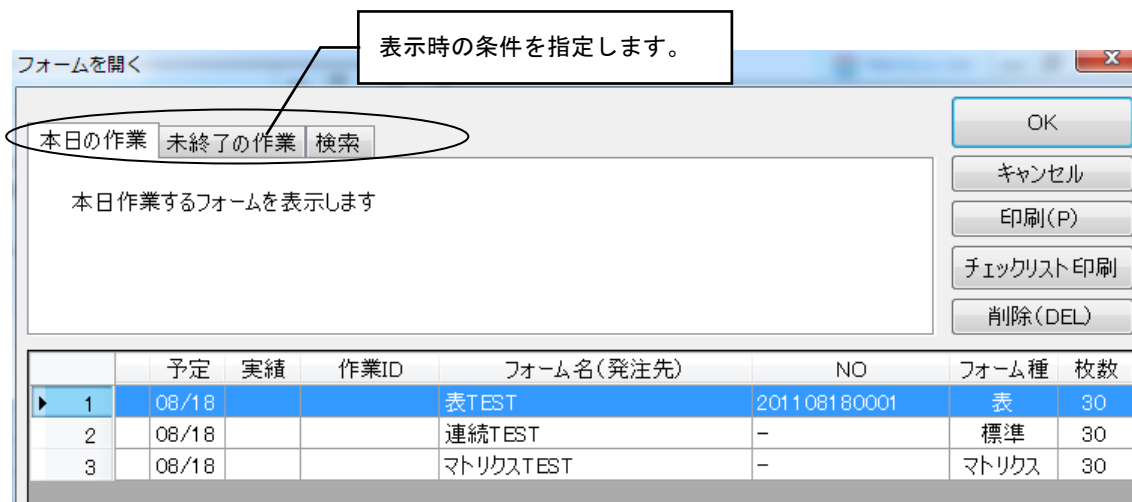 表示時の条件を指定します。
フォームを開く
本日の作業 未終了の作業 検索
本日作業するフォームを表示します
OK
キャンセル
印刷(P)
チェックリスト印刷
削除(DEL)
予定 実績 作業ID フォーム名(発注先) NO フォーム種 枚数
1 08/18 表TEST 201108180001 表 30
2 08/18 連続TEST - 標準 30
3 08/18 マトリクスTEST - マトリクス 30